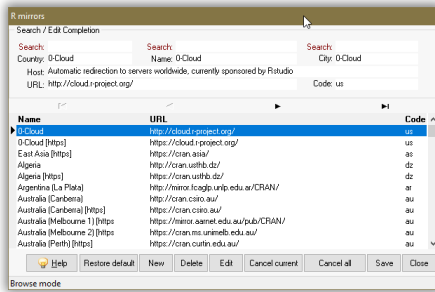 R mirrors
Search / Edit Completion
Search: Search: Search:
Country: 0-Cloud Name: 0-Cloud City: 0-Cloud
Host: Automatic redirection to servers worldwide, currently sponsored by Rstudio
URL: http://cloud.r-project.org/ Code: us
Name URL Code
0-Cloud http://cloud.r-project.org/ us
0-Cloud [https] https://cloud.r-project.org/ us
East Asia [https] https://cran.asia/ as
Algeria http://cran.usthb.dz/ dz
Algeria [https] https://cran.usthb.dz/ dz
Argentina (La Plata) http://mirror.fcaglp.unlp.edu.ar/CRAN/ ar
Australia (Canberra) http://cran.csiro.au/ au
Australia (Canberra) [https] https://cran.csiro.au/ au
Australia (Melbourne 1) [https https://mirror.aarnet.edu.au/pub/CRAN/ au
Australia (Melbourne 2) [https https://cran.ms.unimelb.edu.au/ au
Australia (Perth) [https] https://cran.curtin.edu.au/ au
Help Restore default New Delete Edit Cancel current Cancel all Save Close
Browse mode